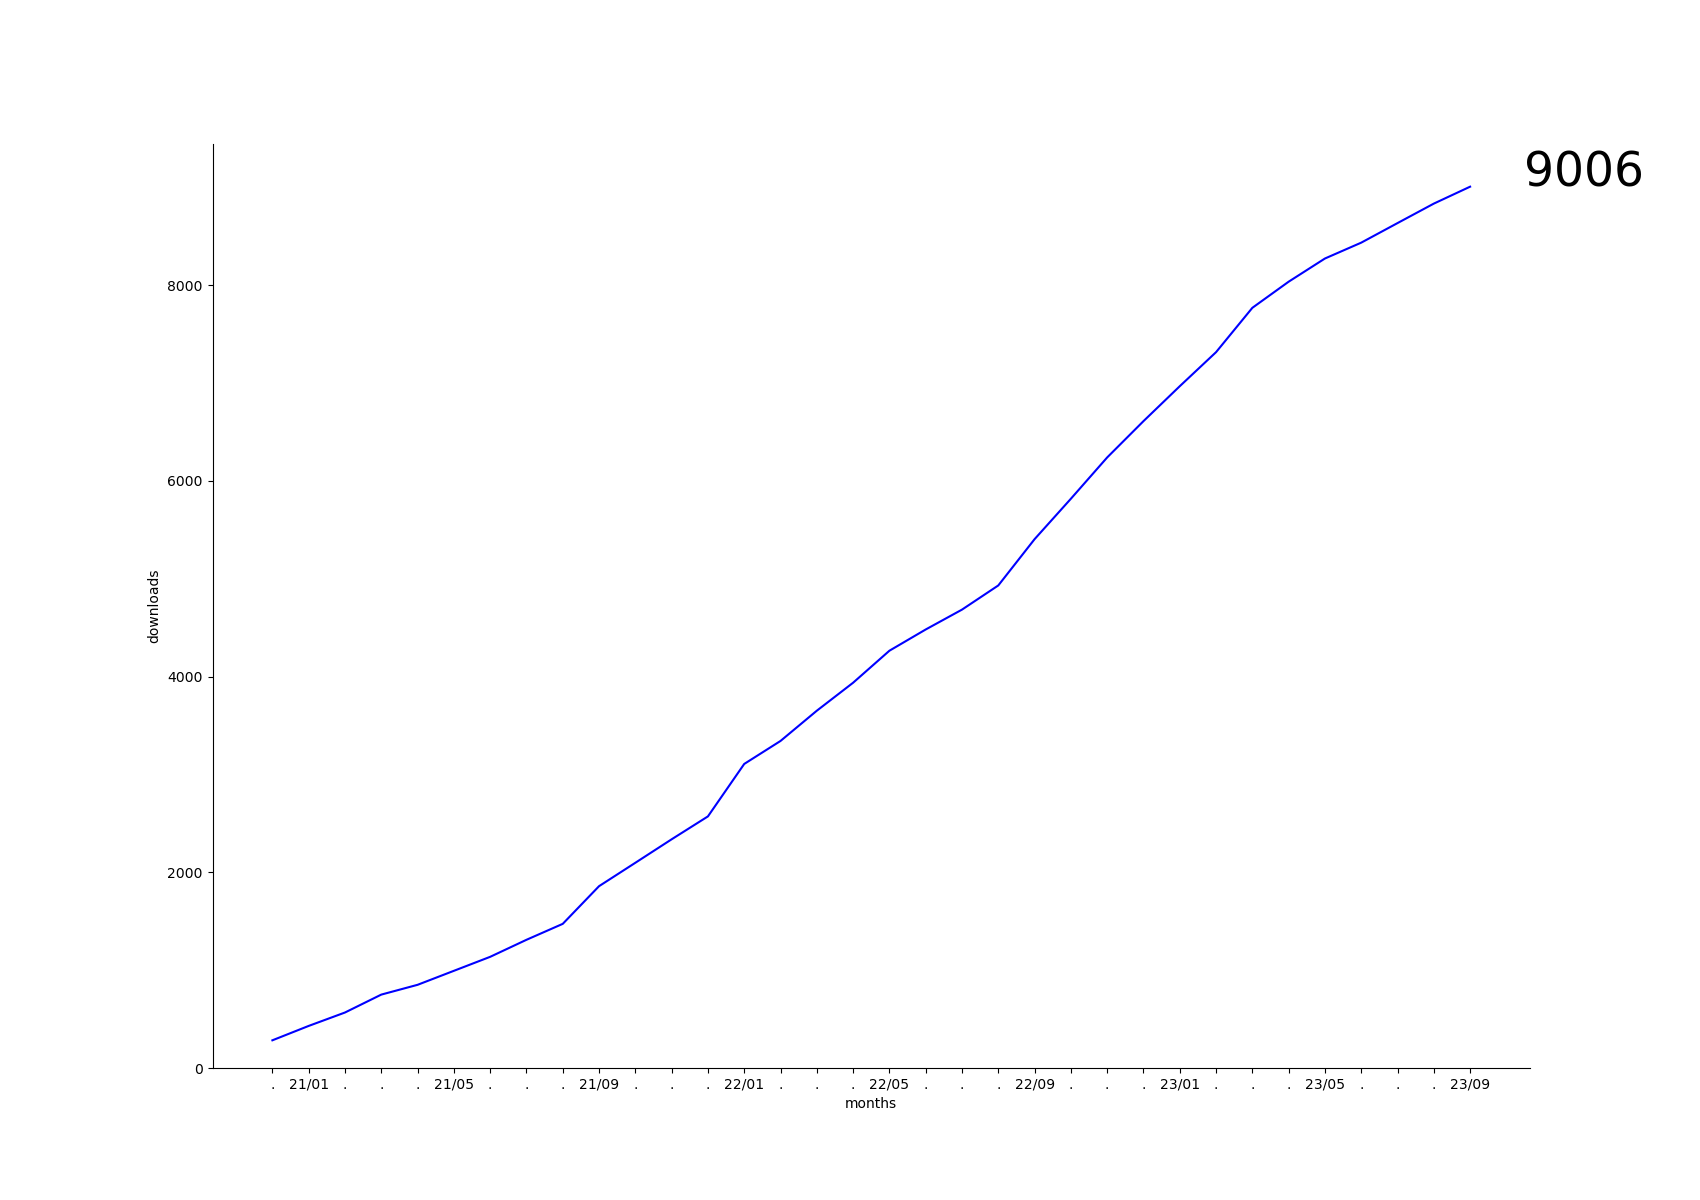 9006
8000
6000
downloads
4000
2000
0
. 21/01 . . . 21/05 . . . 21/09 . . . 22/01 . . . 22/05 . . . 22/09 . . . 23/01 . . . 23/05 . . . 23/09
months